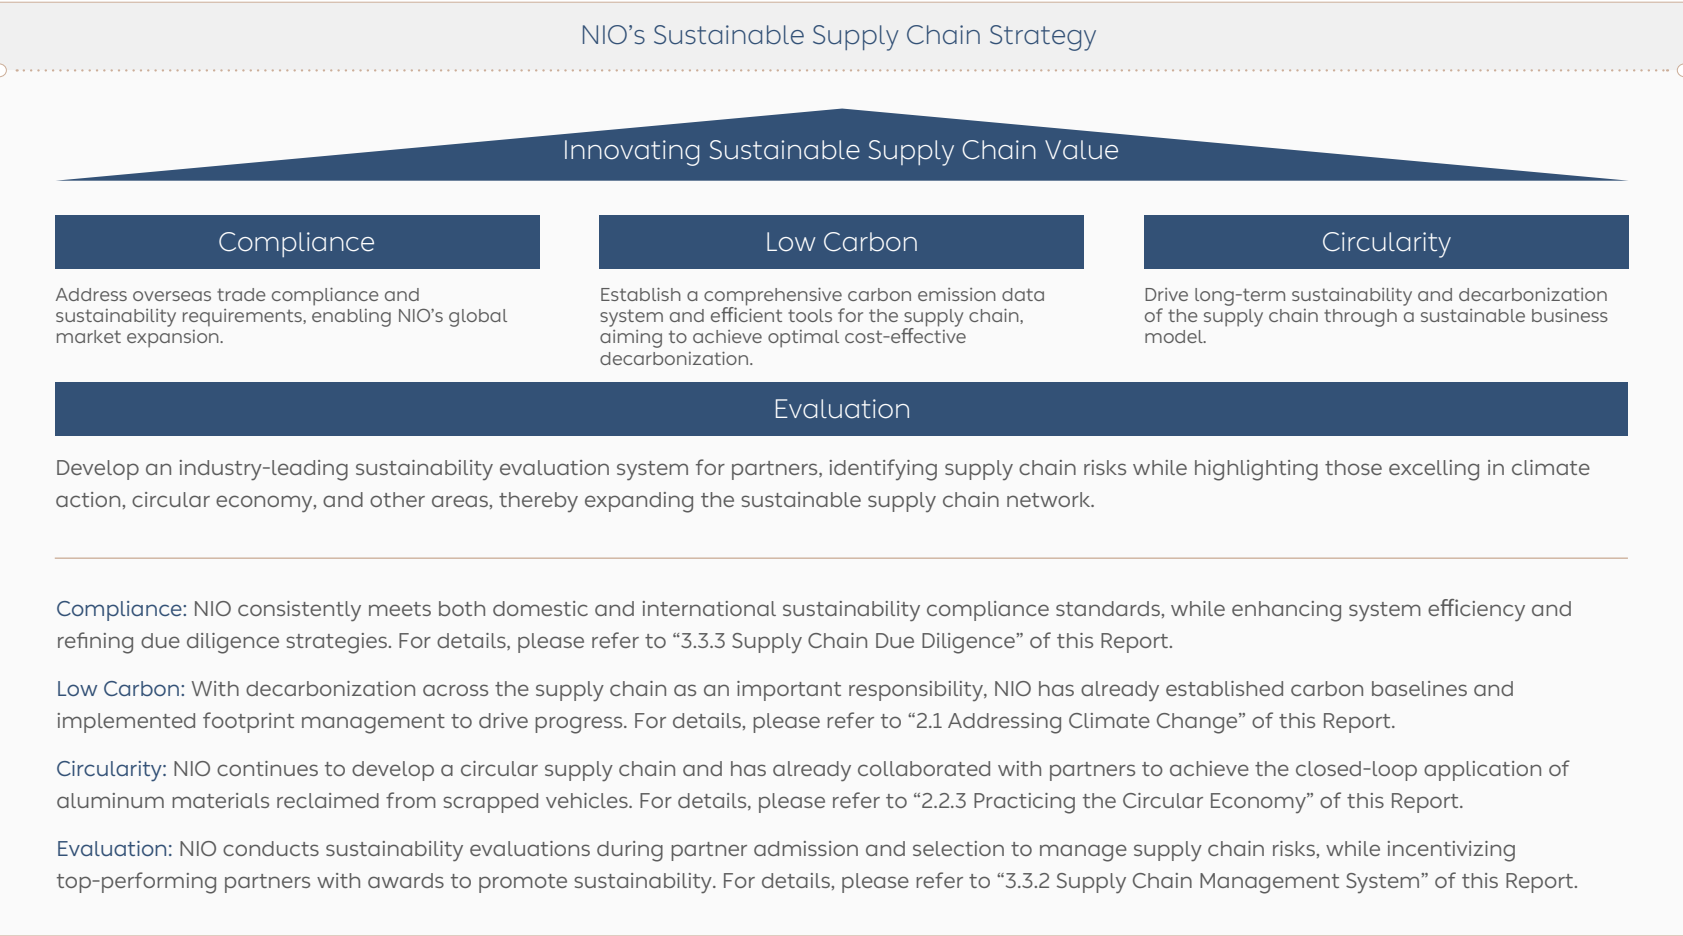 NIO's Sustainable Supply Chain Strategy
Innovating Sustainable Supply Chain Value
Compliance
Address overseas trade compliance and
sustainability requirements, enabling NIO's global
market expansion.
Low Carbon
Establish a comprehensive carbon emission data
system and efficient tools for the supply chain,
aiming to achieve optimal cost-effective
decarbonization.
Circularity
Drive long-term sustainability and decarbonization
of the supply chain through a sustainable business
model.
Evaluation
Develop an industry-leading sustainability evaluation system for partners, identifying supply chain risks while highlighting those excelling in climate
action, circular economy, and other areas, thereby expanding the sustainable supply chain network.
Compliance: NIO consistently meets both domestic and international sustainability compliance standards, while enhancing system efficiency and
refining due diligence strategies. For details, please refer to “3.3.3 Supply Chain Due Diligence” of this Report.
Low Carbon: With decarbonization across the supply chain as an important responsibility, NIO has already established carbon baselines and
implemented footprint management to drive progress. For details, please refer to “2.1 Addressing Climate Change” of this Report.
Circularity: NIO continues to develop a circular supply chain and has already collaborated with partners to achieve the closed-loop application of
aluminum materials reclaimed from scrapped vehicles. For details, please refer to “2.2.3 Practicing the Circular Economy” of this Report.
Evaluation: NIO conducts sustainability evaluations during partner admission and selection to manage supply chain risks, while incentivizing
top-performing partners with awards to promote sustainability. For details, please refer to “3.3.2 Supply Chain Management System” of this Report.